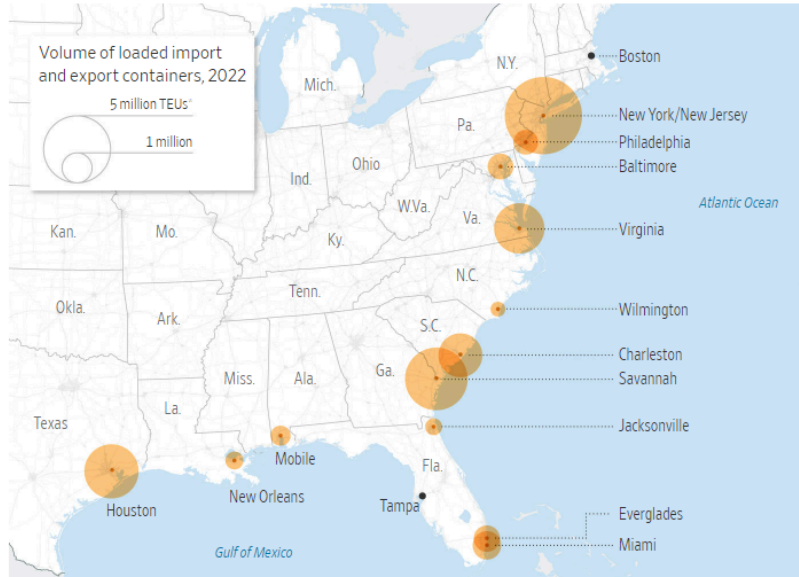 Volume of loaded import
and export containers, 2022
5 million TEUs*
1 million
Boston
N.Y.
Mich.
New York/New Jersey
Pa.
Philadelphia
Ohio
Baltimore
Ind.
W.Va.
Atlantic Ocean
Va.
Kan.
Mo.
Virginia
Ky.
N.C.
Tenn.
Okla.
Wilmington
Ark.
S.C.
Charleston
Ga.
Savannah
Miss.
Ala.
La.
Texas
Jacksonville
Mobile
Fla.
New Orleans
Tampa
Houston
Everglades
Miami
Gulf of Mexico